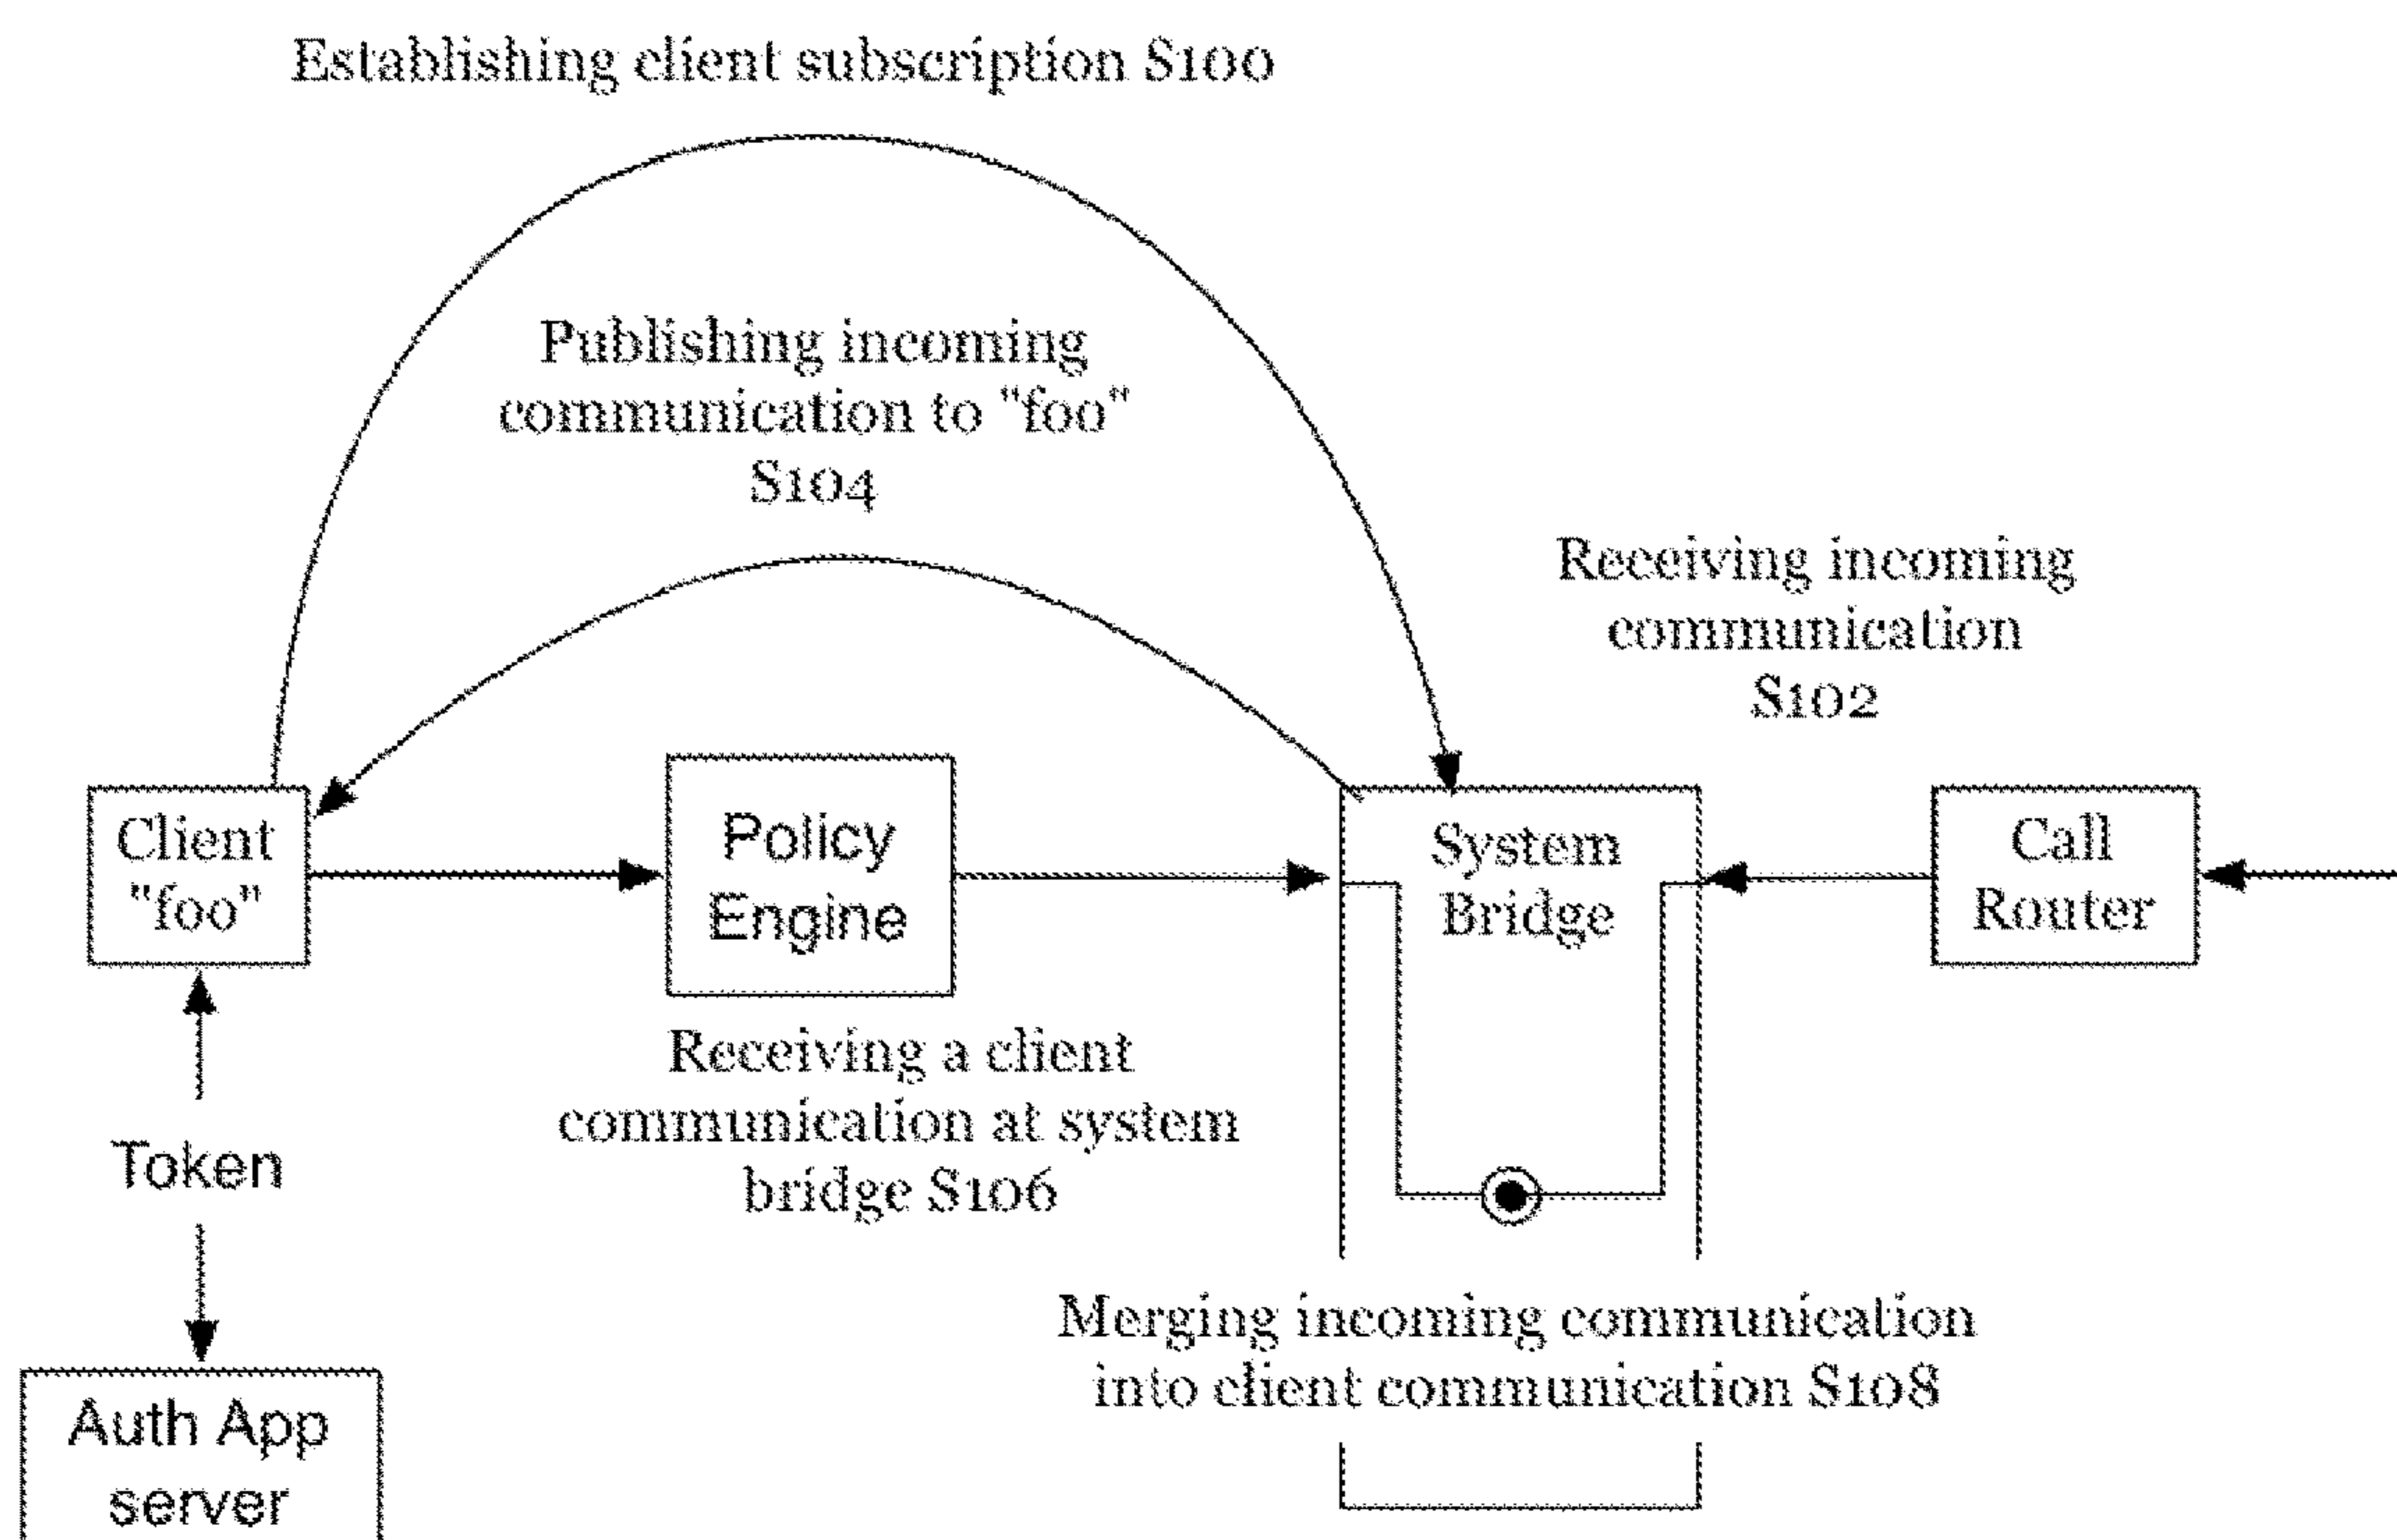 Establishing client subscription S100
Publishing incoming
communication to "foo"
S104
Receiving incoming
communication
S102
Client
"foo"
Policy
Engine
System
Bridge
Call
Router
Receiving a client
communication at system
bridge S106
Token
Merging incoming communication
into client communication S108
Auth App
server